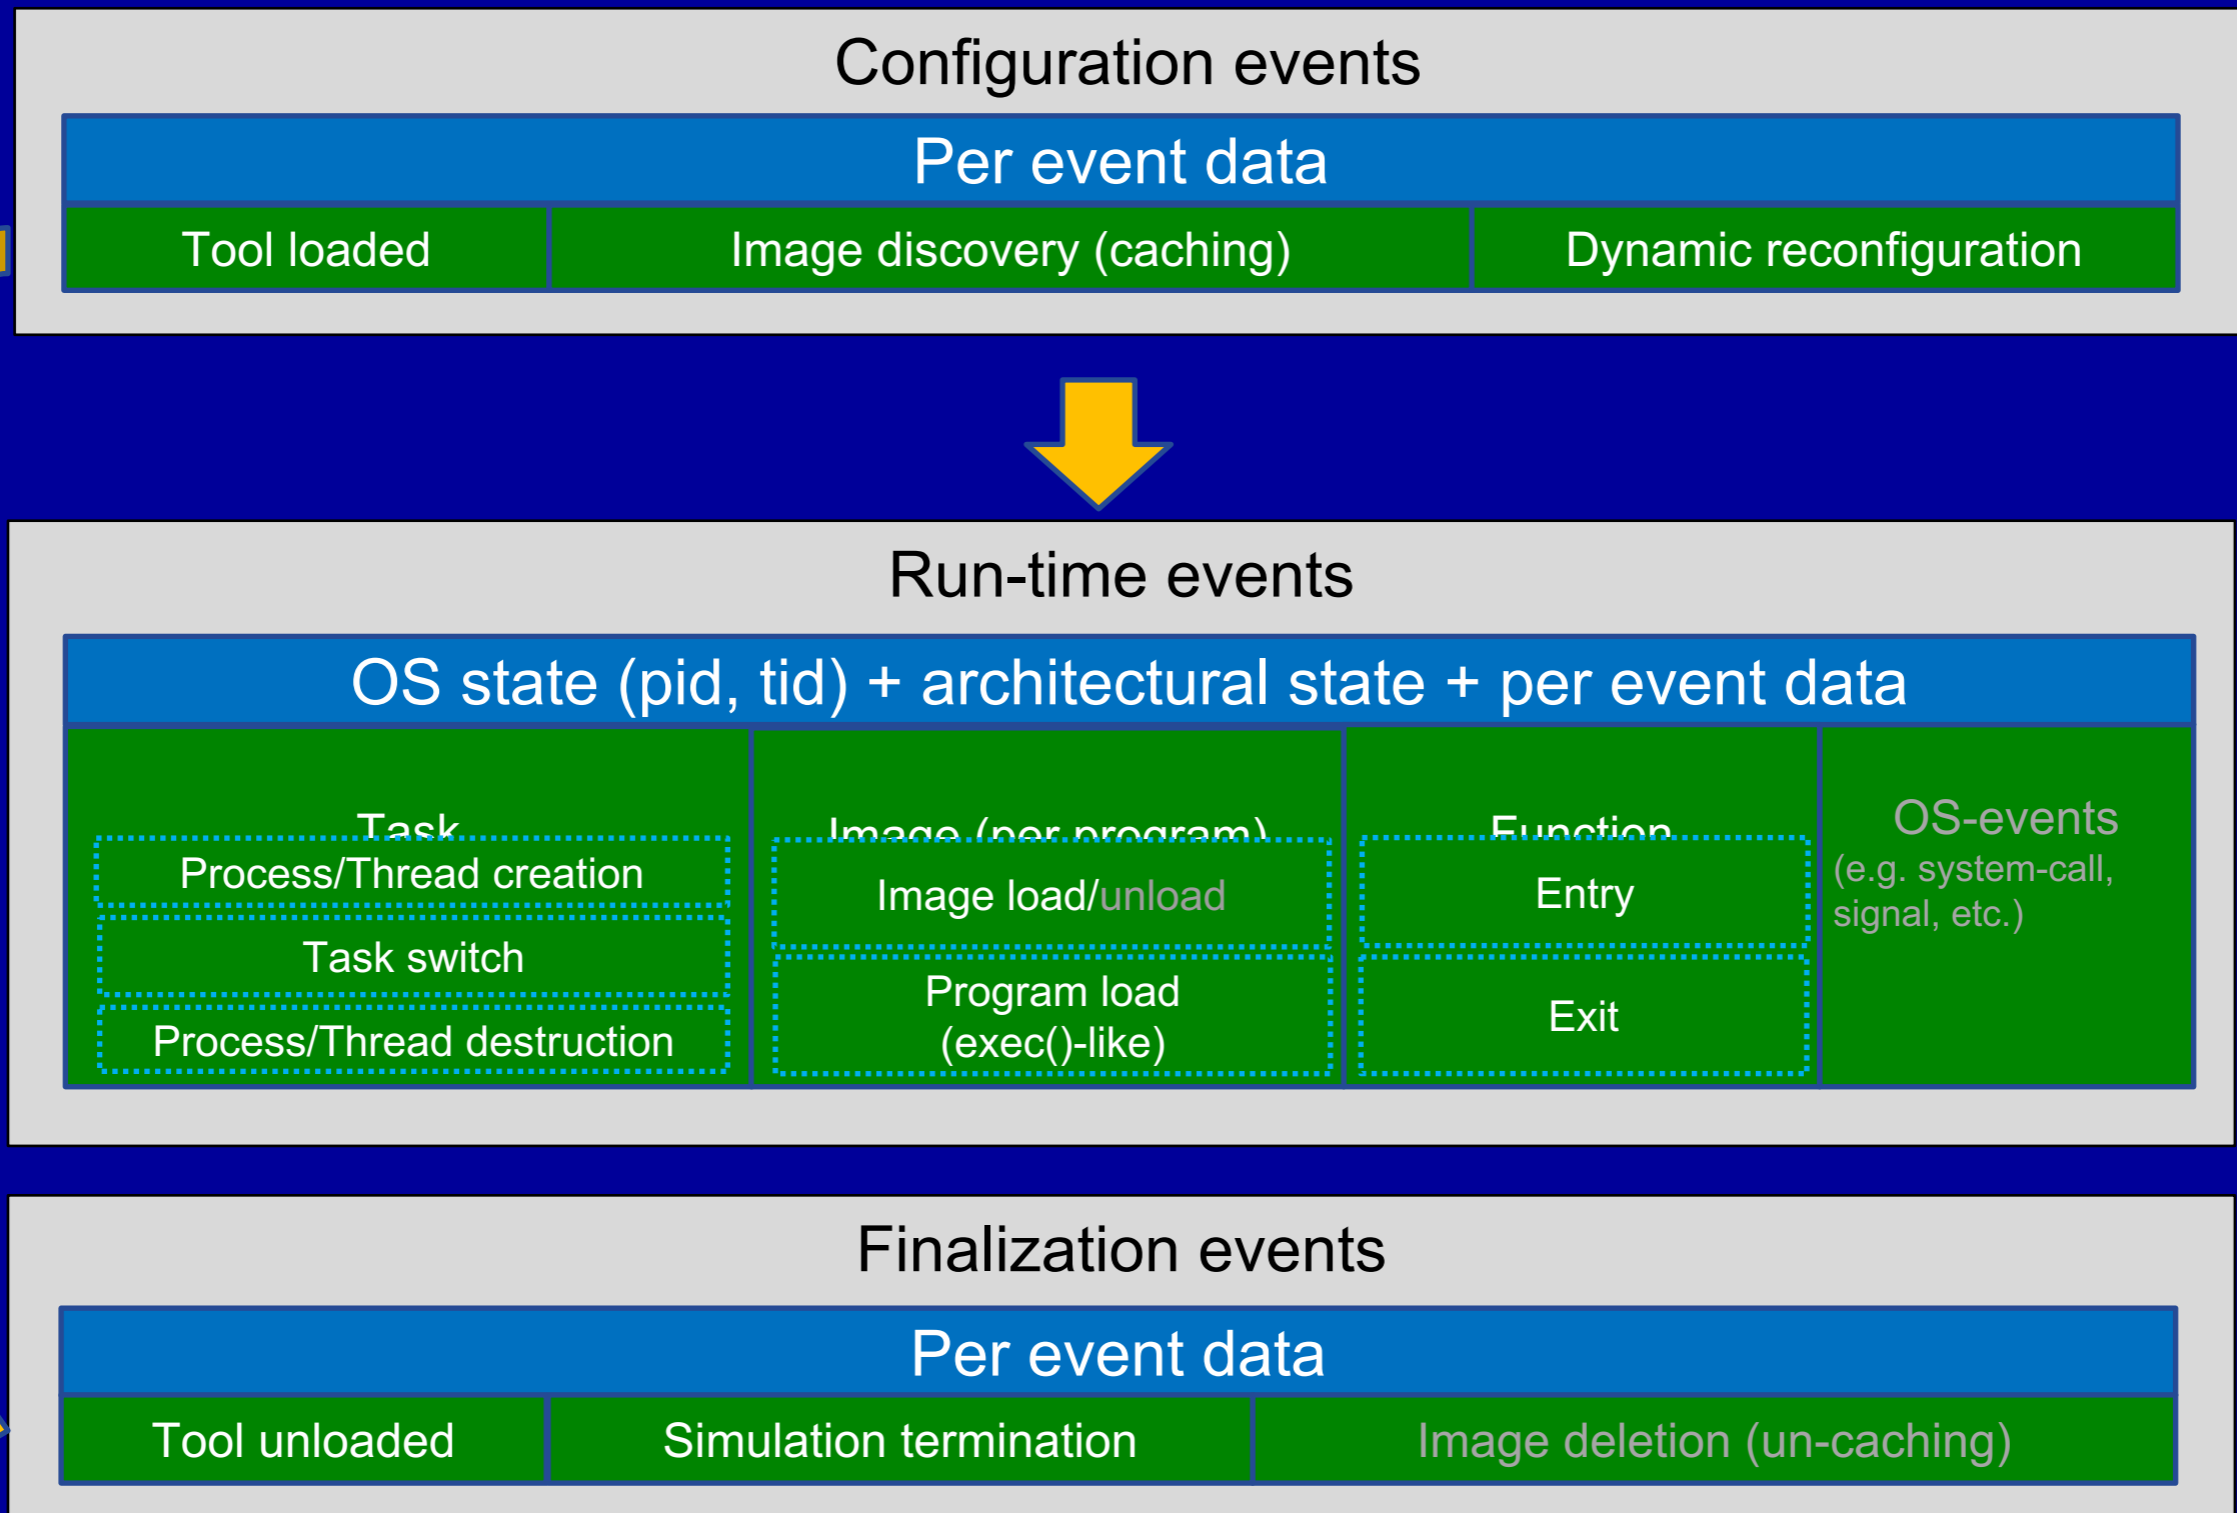 Configuration events
Per event data
Tool loaded
Image discovery (caching)
Dynamic reconfiguration
Run-time events
OS state (pid, tid) + architectural state + per event data
Task
Process/Thread creation
Task switch
Process/Thread destruction
Image (per program)
Image load/unload
Program load
(exec()-like)
Function
Entry
Exit
OS-events
(e.g. system-call,
signal, etc.)
Finalization events
Per event data
Tool unloaded
Simulation termination
Image deletion (un-caching)